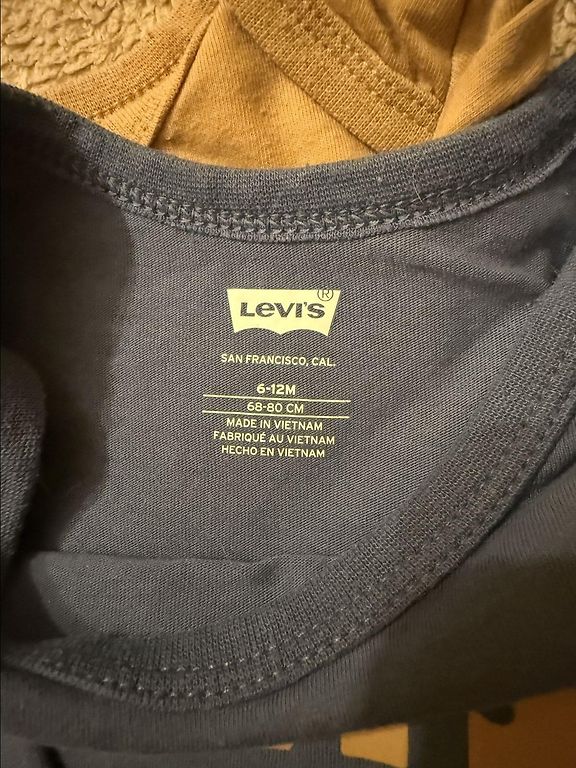 LEVI'S ®
SAN FRANCISCO, CAL.
6-12M
68-80 CM
MADE IN VIETNAM
FABRIQUÉ AU VIETNAM
HECHO EN VIETNAM